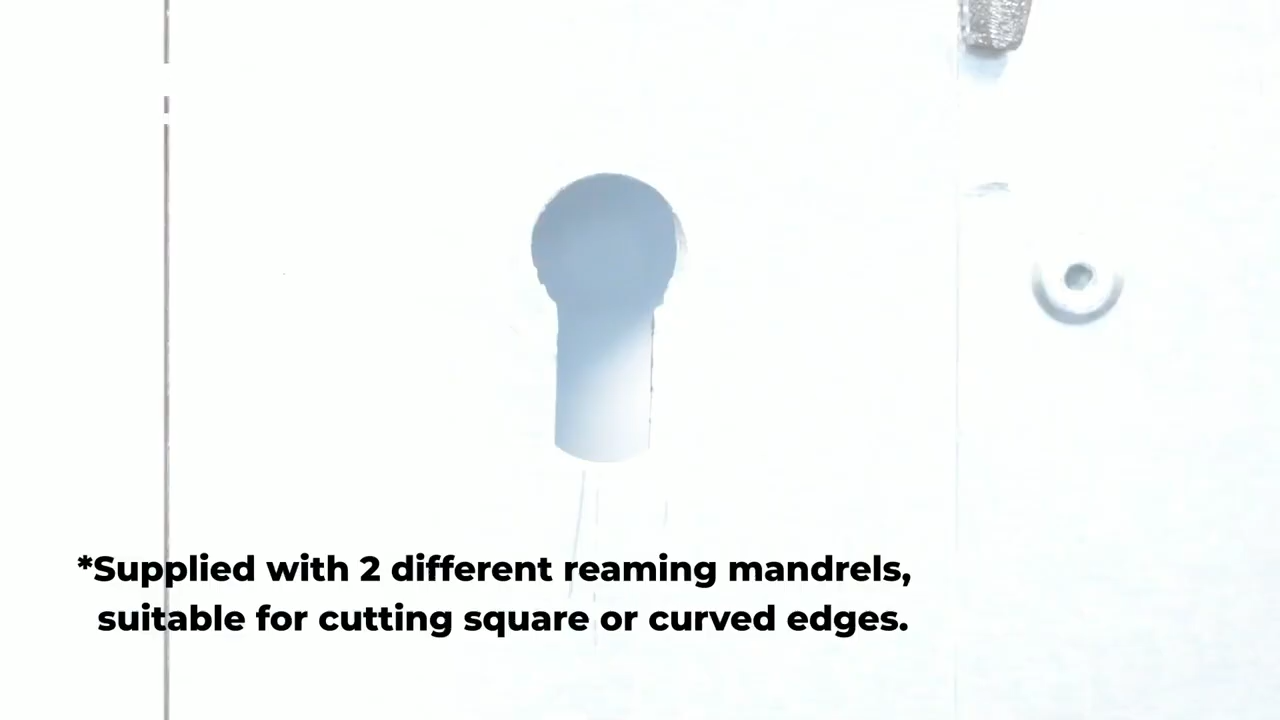 *Supplied with 2 different reaming mandrels,
suitable for cutting square or curved edges.